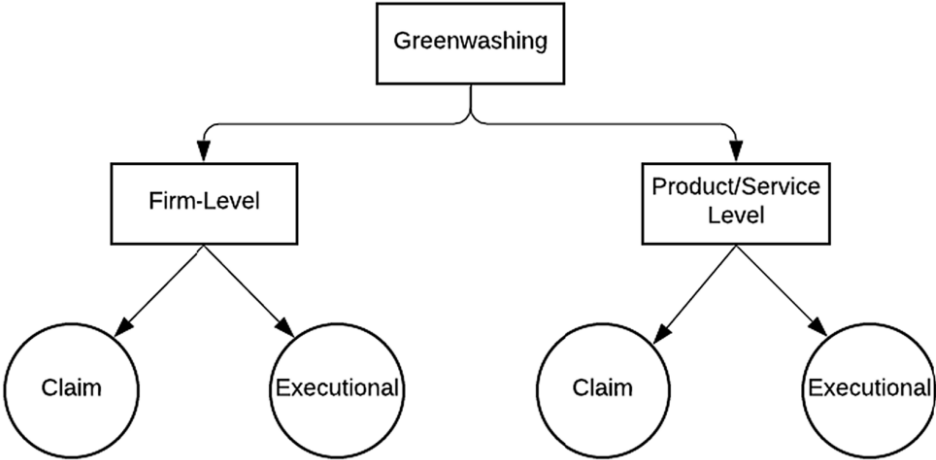 Greenwashing
Firm-Level
Product/Service
Level
Claim
Executional
Claim
Executional